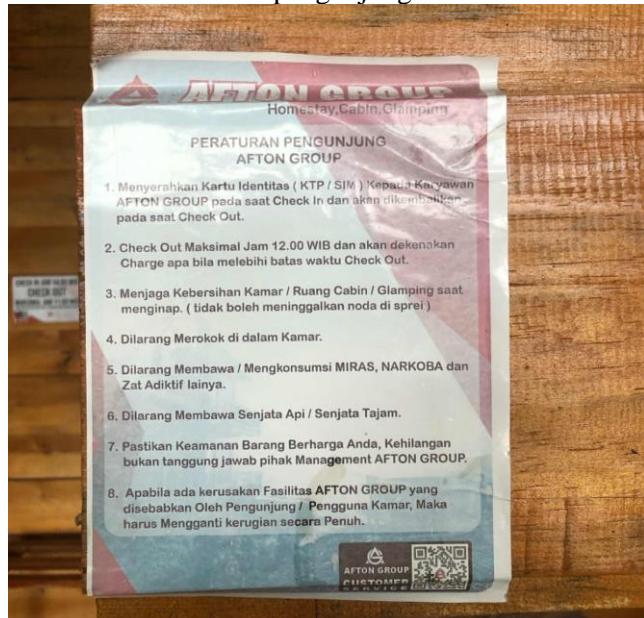 AFTON GROUP
Homestay,Cabin,Glamping
PERATURAN PENGUNJUNG
AFTON GROUP
1. Menyerahkan Kartu Identitas ( KTP / SIM ) Kepada Karyawan
AFTON GROUP pada saat Check In dan akan dikembalikan
pada saat Check Out.
2. Check Out Maksimal Jam 12.00 WIB dan akan dekenakan
Charge apa bila melebihi batas waktu Check Out.
3. Menjaga Kebersihan Kamar / Ruang Cabin / Glamping saat
menginap. ( tidak boleh meninggalkan noda di sprei )
4. Dilarang Merokok di dalam Kamar.
5. Dilarang Membawa / Mengkonsumsi MIRAS, NARKOBA dan
Zat Adiktif lainya.
6. Dilarang Membawa Senjata Api / Senjata Tajam.
7. Pastikan Keamanan Barang Berharga Anda, Kehilangan
bukan tanggung jawab pihak Management AFTON GROUP.
8. Apabila ada kerusakan Fasilitas AFTON GROUP yang
disebabkan Oleh Pengunjung / Pengguna Kamar, Maka
harus Mengganti kerugian secara Penuh.
AFTON GROUP
CUSTOMER
SERVICE
CHECK OUT